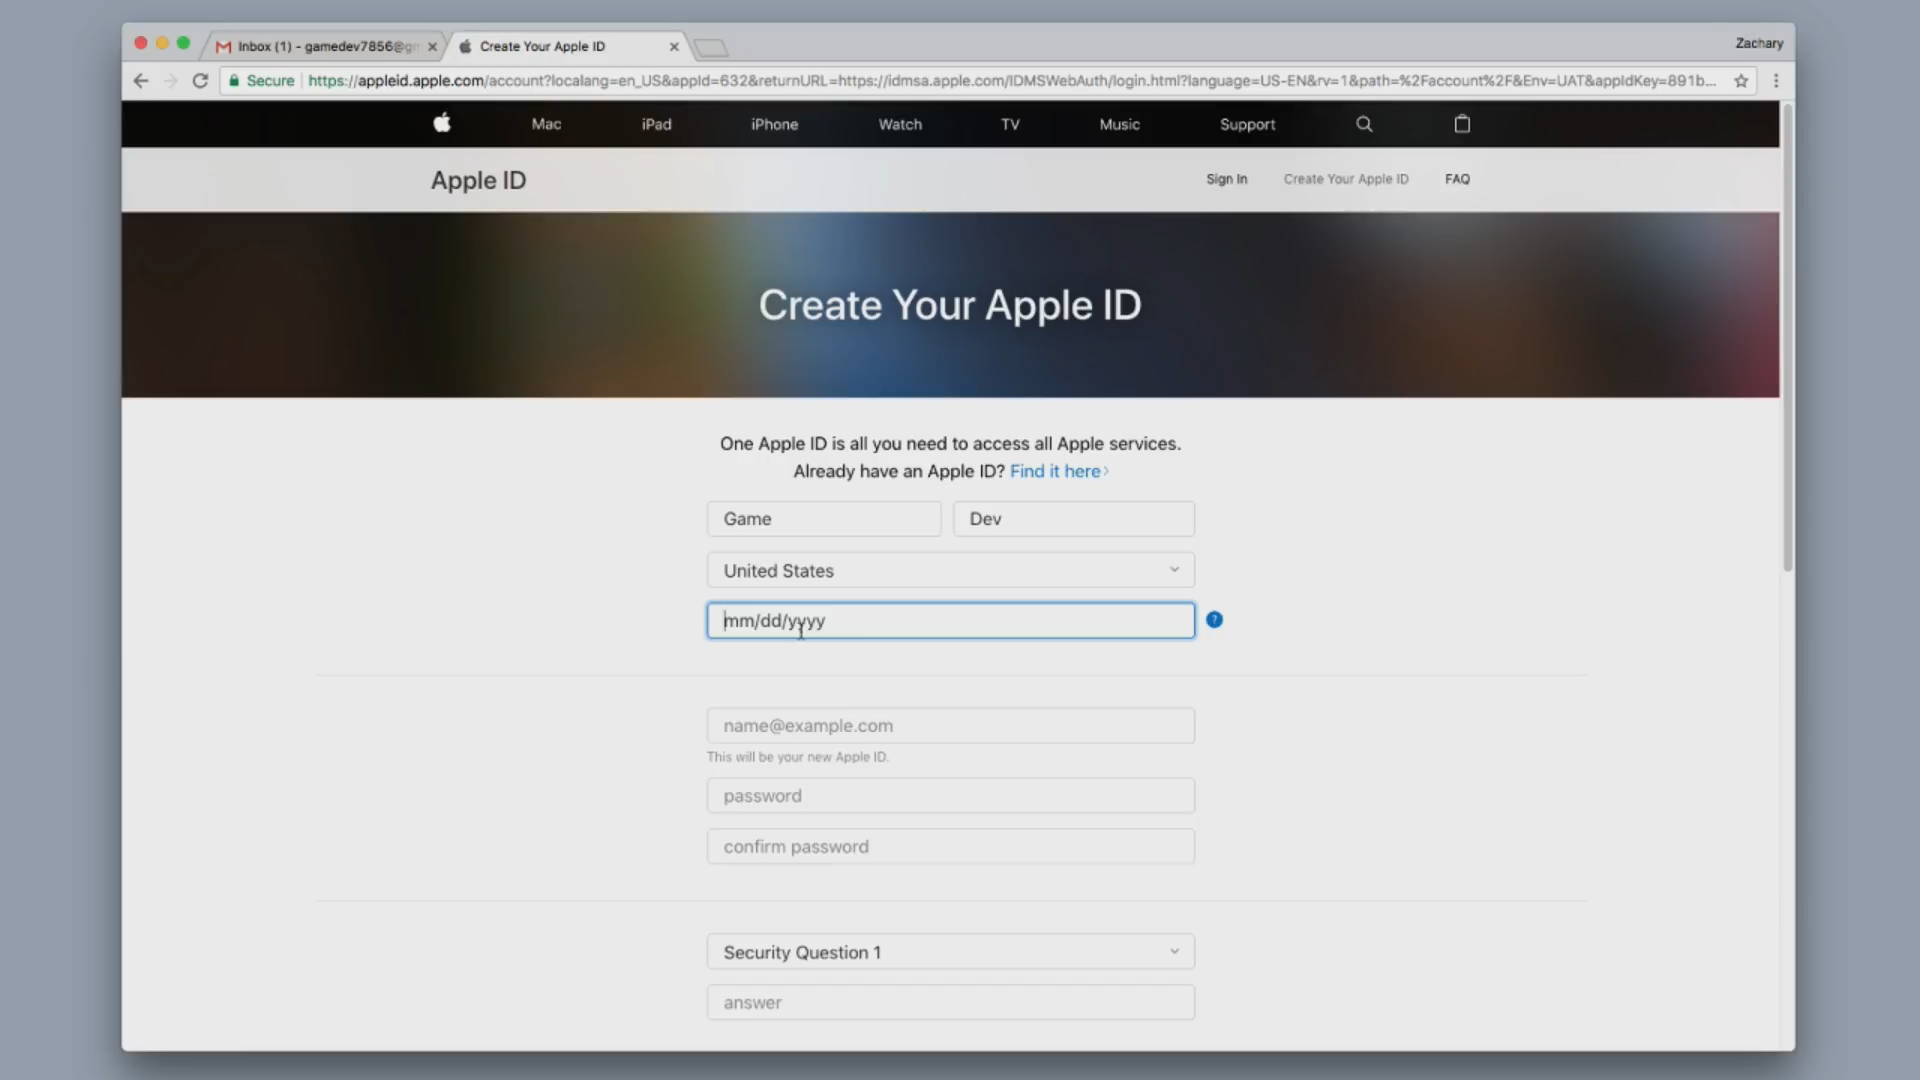 Inbox (1) - gamedev7856@
Create Your Apple ID
Zachary
Secure https://appleid.apple.com/account?localang=en_US&appId=632&returnURL=https://idmsa.apple.com/IDMSWebAuth/login.html?language=US-EN&rv=1&path=%2Faccount%2F&Env=UAT&appIdKey=891b...
Mac iPad iPhone Watch TV Music Support
Apple ID
Sign In Create Your Apple ID FAQ
Create Your Apple ID
One Apple ID is all you need to access all Apple services.
Already have an Apple ID? Find it here
Game Dev
United States
mm/dd/yyyy
?
name@example.com
This will be your new Apple ID.
password
confirm password
Security Question 1
answer